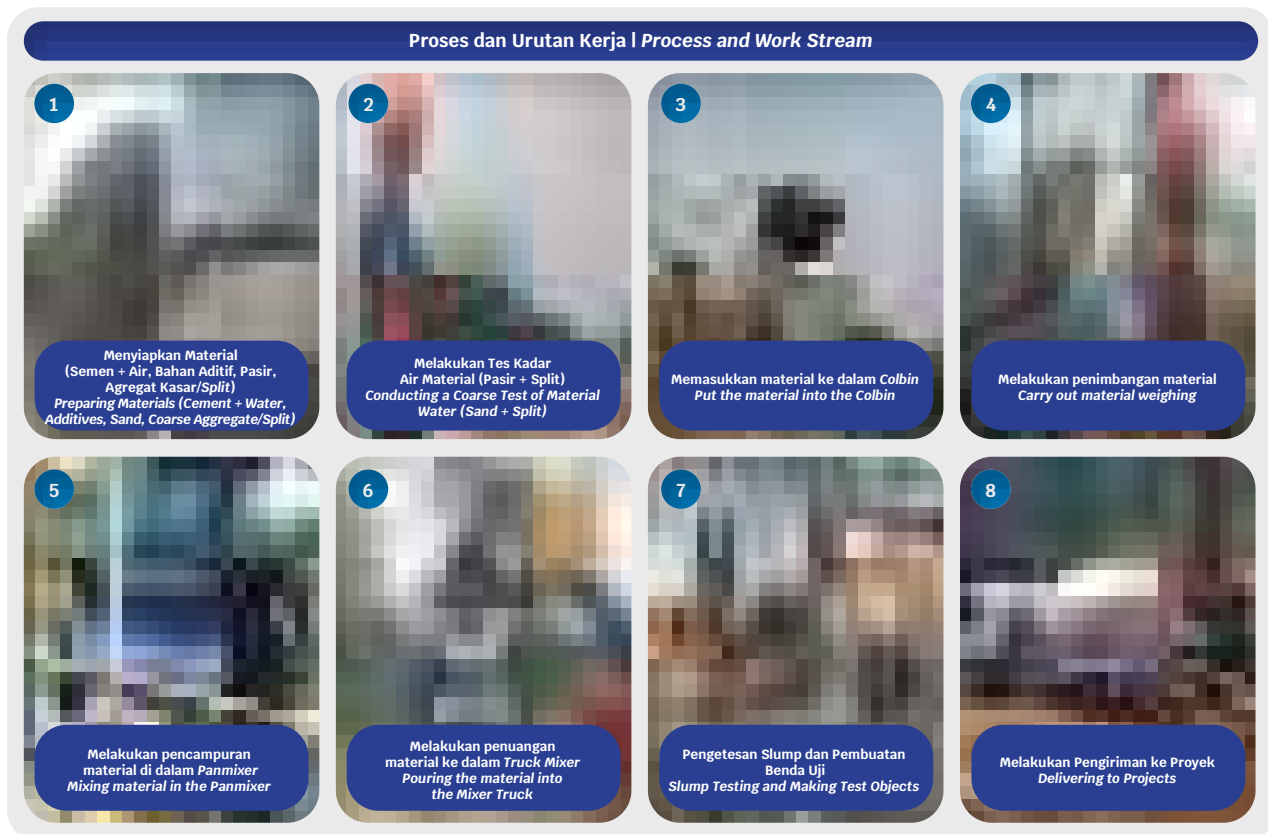 Proses dan Urutan Kerja | Process and Work Stream
1
Menyiapkan Material
(Semen + Air, Bahan Aditif, Pasir,
Agregat Kasar/Split)
Preparing Materials (Cement + Water,
Additives, Sand, Coarse Aggregate/Split)
2
Melakukan Tes Kadar
Air Material (Pasir + Split)
Conducting a Coarse Test of Material
Water (Sand + Split)
3
Memasukkan material ke dalam Colbin
Put the material into the Colbin
4
Melakukan penimbangan material
Carry out material weighing
5
Melakukan pencampuran
material di dalam Panmixer
Mixing material in the Panmixer
6
Melakukan penuangan
material ke dalam Truck Mixer
Pouring the material into
the Mixer Truck
7
Pengetesan Slump dan Pembuatan
Benda Uji
Slump Testing and Making Test Objects
8
Melakukan Pengiriman ke Proyek
Delivering to Projects